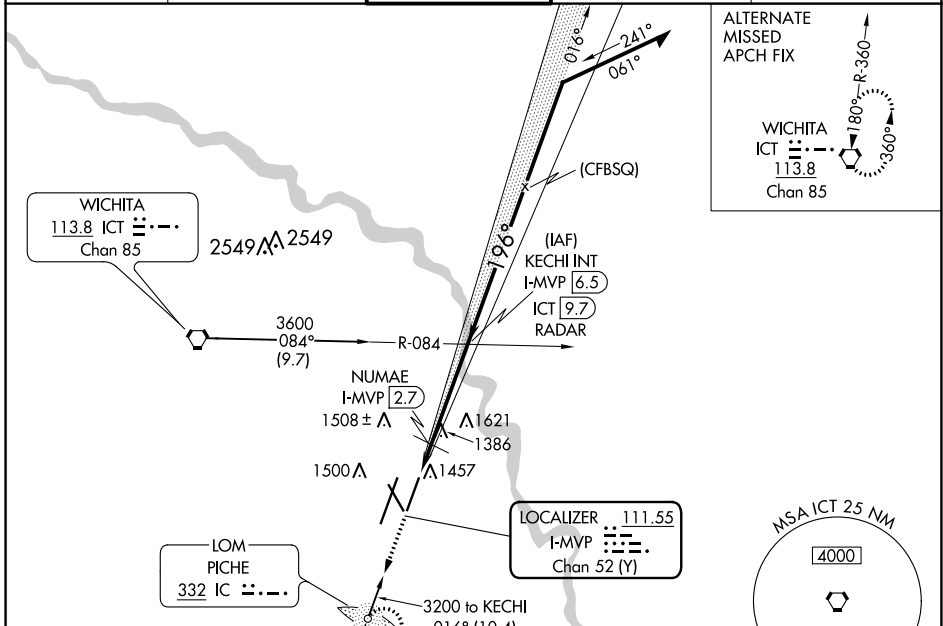 ALTERNATE
MISSED
APCH FIX
R-360
180°
360°
WICHITA
ICT
113.8
Chan 85
016°
241°
061°
(CFBSQ)
196°
WICHITA
113.8 ICT
Chan 85
2549 2549
(IAF)
KECHI INT
I-MVP 6.5
ICT 9.7
RADAR
3600
084°
(9.7)
R-084
NUMAE
I-MVP 2.7
1508 ±
1621
1386
1500
1457
LOCALIZER 111.55
I-MVP
Chan 52 (Y)
LOM
PICHE
332 IC
3200 to KECHI
016° (10.4)
MSA ICT 25 NM
4000